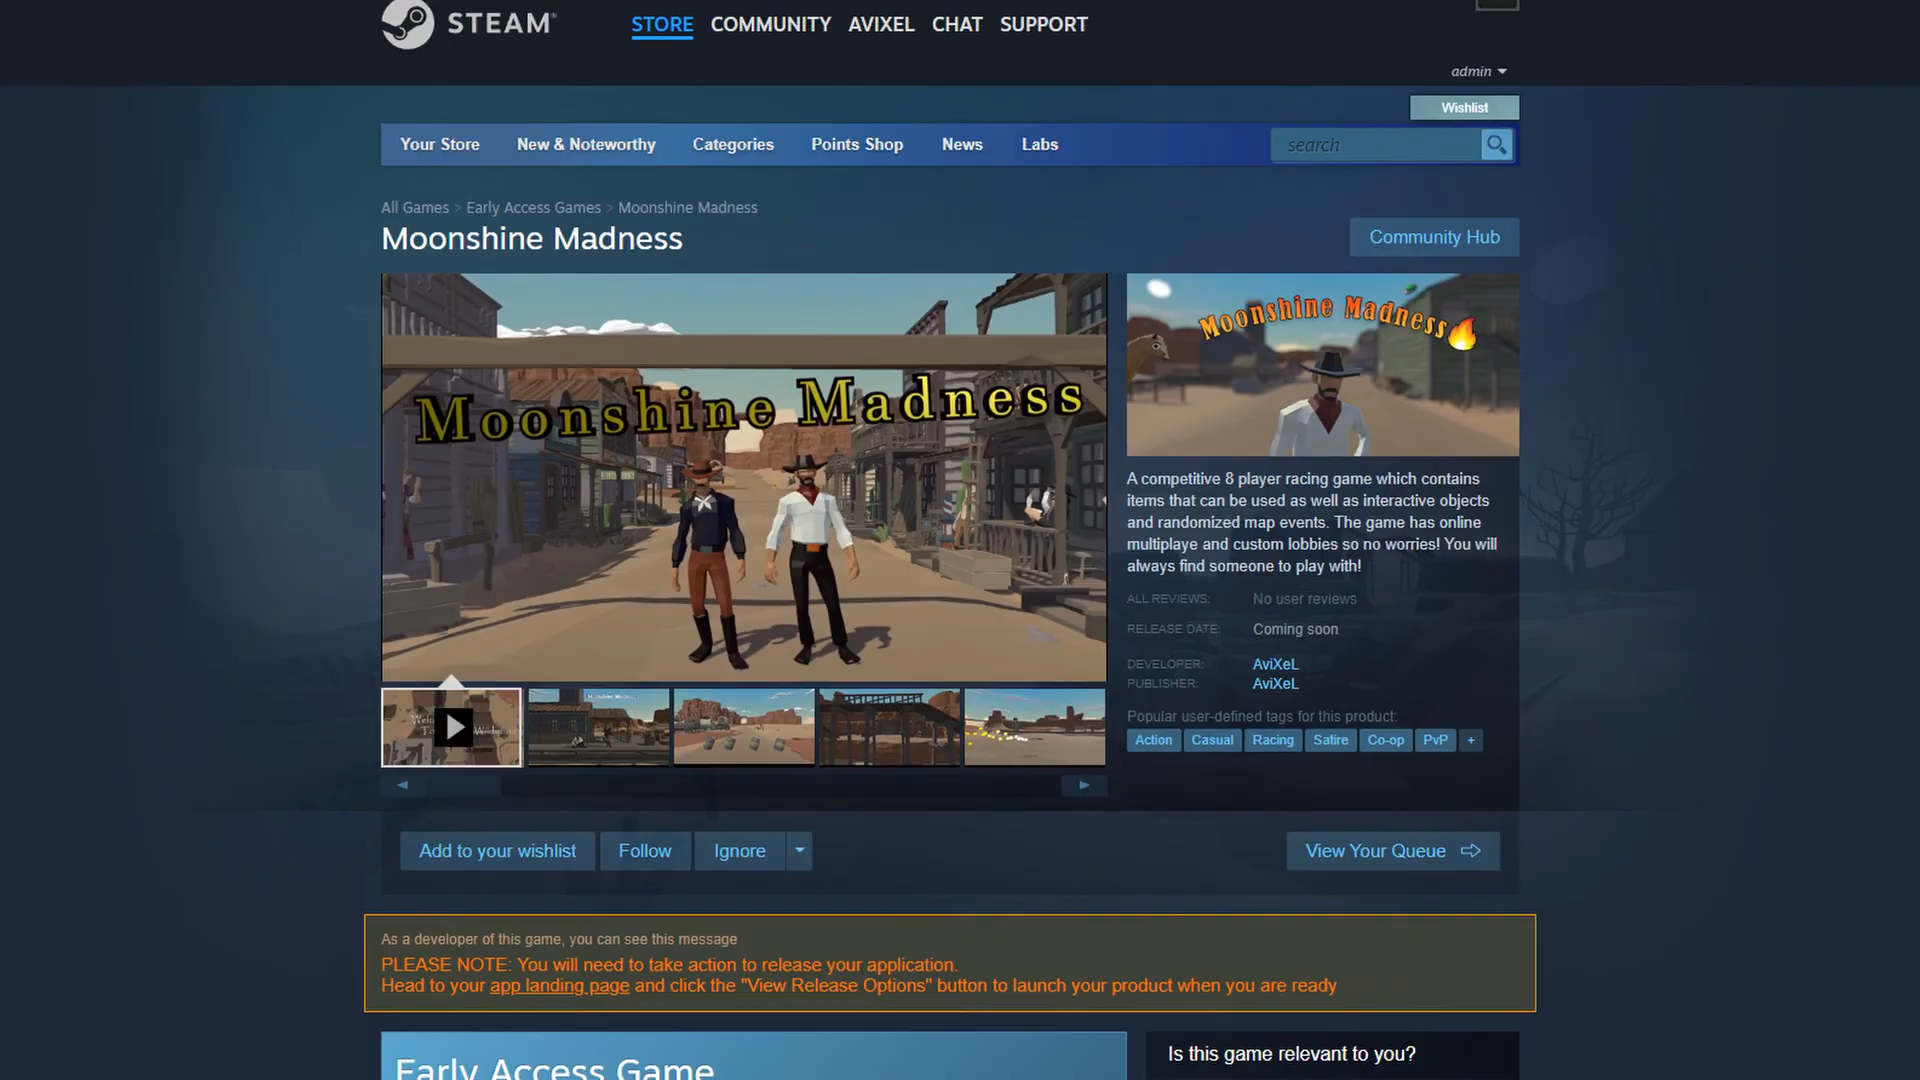 STEAM®
STORE COMMUNITY AVIXEL CHAT SUPPORT
admin
Wishlist
Your Store New & Noteworthy Categories Points Shop News Labs search
All Games > Early Access Games > Moonshine Madness
Moonshine Madness
Community Hub
Moonshine Madness
Moonshine Madness
A competitive 8 player racing game which contains
items that can be used as well as interactive objects
and randomized map events. The game has online
multiplaye and custom lobbies so no worries! You will
always find someone to play with!
ALL REVIEWS: No user reviews
RELEASE DATE: Coming soon
DEVELOPER: AviXeL
PUBLISHER: AviXeL
Popular user-defined tags for this product:
Action Casual Racing Satire Co-op PvP +
Moonshine Madness
Add to your wishlist Follow Ignore View Your Queue
As a developer of this game, you can see this message
PLEASE NOTE: You will need to take action to release your application.
Head to your app landing page and click the "View Release Options" button to launch your product when you are ready
Early Access Game
Is this game relevant to you?